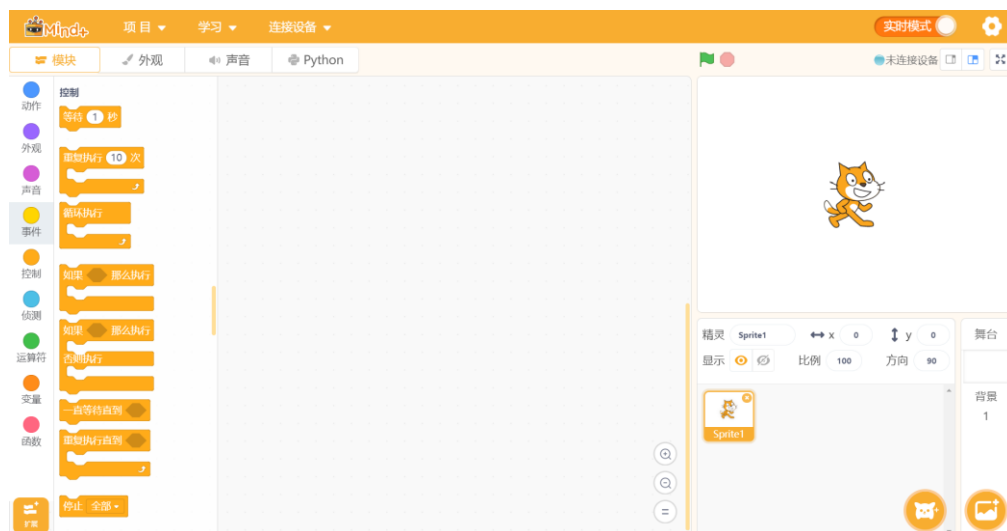 Mind+ 项目 学习 连接设备 实时模式
模块 外观 声音 Python 未连接设备
动作
外观
声音
事件
控制
侦测
运算符
变量
函数
扩展
控制
等待 1 秒
重复执行 10 次
循环执行
如果 那么执行
如果 那么执行
否则执行
一直等待直到
重复执行直到
停止 全部
精灵 Sprite1 x 0 y 0
显示 比例 100 方向 90
Sprite1
舞台
背景
1